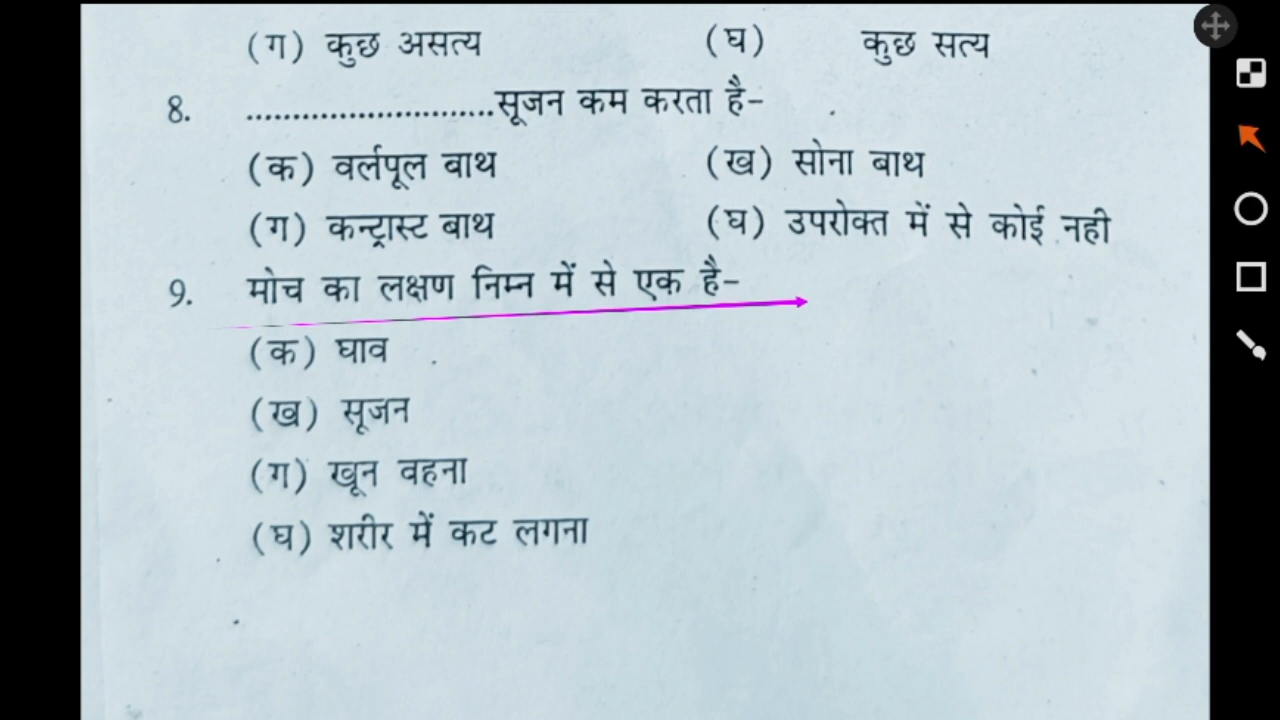 (ग) कुछ असत्य (घ) कुछ सत्य
8. ..........................सूजन कम करता है-
(क) वर्लपूल बाथ (ख) सोना बाथ
(ग) कन्ट्रास्ट बाथ (घ) उपरोक्त में से कोई नही
9. मोच का लक्षण निम्न में से एक है-
(क) घाव
(ख) सूजन
(ग) खून वहना
(घ) शरीर में कट लगना